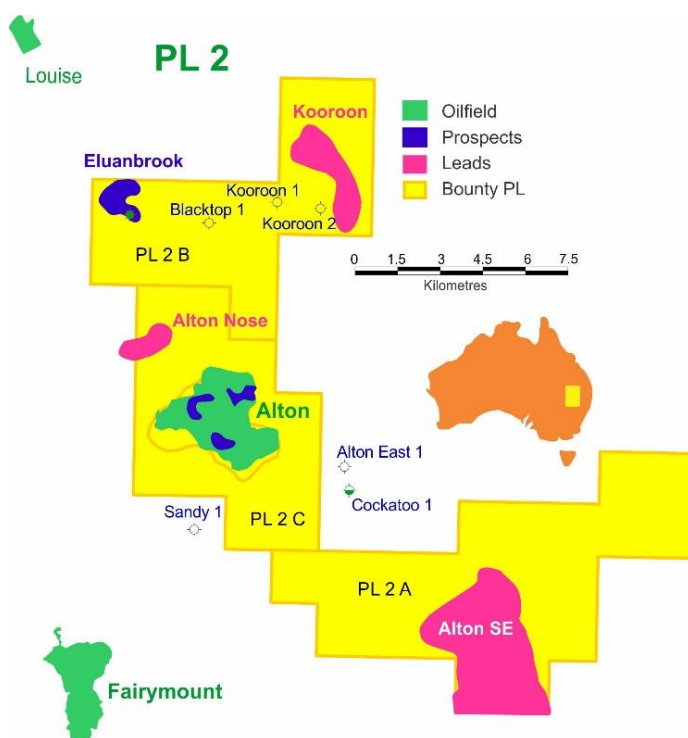 PL 2
Louise
Kooroon
Oilfield
Prospects
Leads
Bounty PL
Eluanbrook
Kooroon 1
Blacktop 1
Kooroon 2
PL 2 B
0 1.5 3 4.5 6 7.5
Kilometres
Alton Nose
Alton
Alton East 1
Cockatoo 1
Sandy 1
PL 2 C
PL 2 A
Alton SE
Fairymount